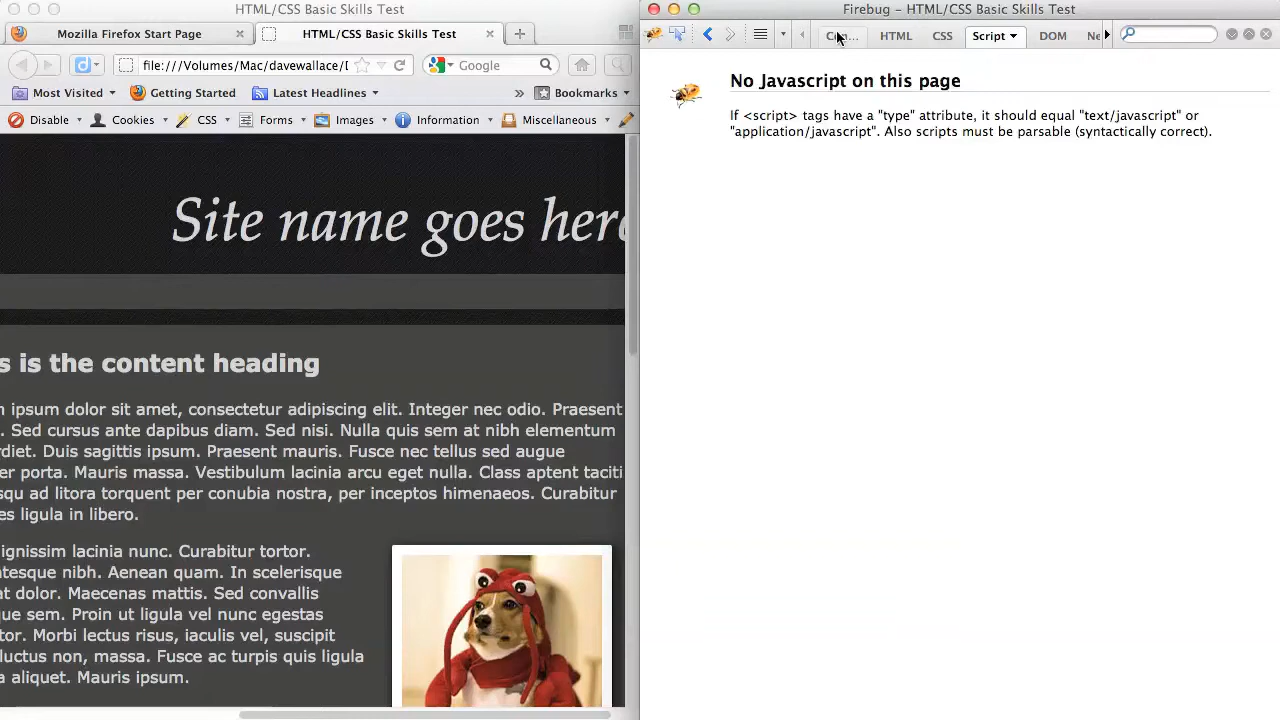 HTML/CSS Basic Skills Test
Mozilla Firefox Start Page
HTML/CSS Basic Skills Test
file:///Volumes/Mac/davewallace/
Google
Most Visited
Getting Started
Latest Headlines
»
Bookmarks
Disable
Cookies
CSS
Forms
Images
Information
Miscellaneous
»
Site name goes here
s is the content heading
n ipsum dolor sit amet, consectetur adipiscing elit. Integer nec odio. Praesent
. Sed cursus ante dapibus diam. Sed nisi. Nulla quis sem at nibh elementum
rdiet. Duis sagittis ipsum. Praesent mauris. Fusce nec tellus sed augue
er porta. Mauris massa. Vestibulum lacinia arcu eget nulla. Class aptent taciti
squ ad litora torquent per conubia nostra, per inceptos himenaeos. Curabitur
es ligula in libero.
ignissim lacinia nunc. Curabitur tortor.
ntesque nibh. Aenean quam. In scelerisque
at dolor. Maecenas mattis. Sed convallis
que sem. Proin ut ligula vel nunc egestas
tor. Morbi lectus risus, iaculis vel, suscipit
luctus non, massa. Fusce ac turpis quis ligula
a aliquet. Mauris ipsum.
Firebug – HTML/CSS Basic Skills Test
HTML
CSS
Script
DOM
Ne
No Javascript on this page
If <script> tags have a "type" attribute, it should equal "text/javascript" or
"application/javascript". Also scripts must be parsable (syntactically correct).